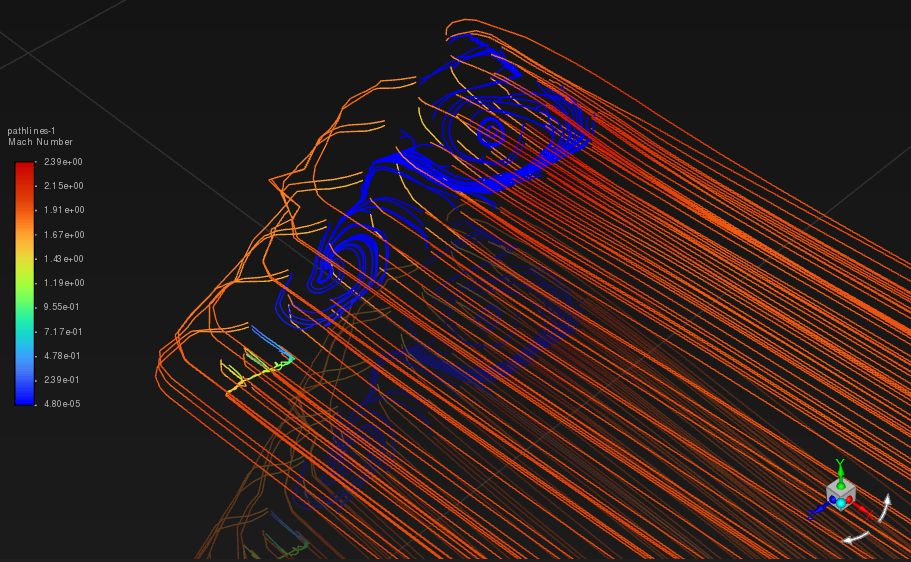 pathlines-1
Mach Number
2.39e+00
2.15e+00
1.91e+00
1.67e+00
1.43e+00
1.19e+00
9.55e-01
7.17e-01
4.78e-01
2.39e-01
4.80e-05
Y